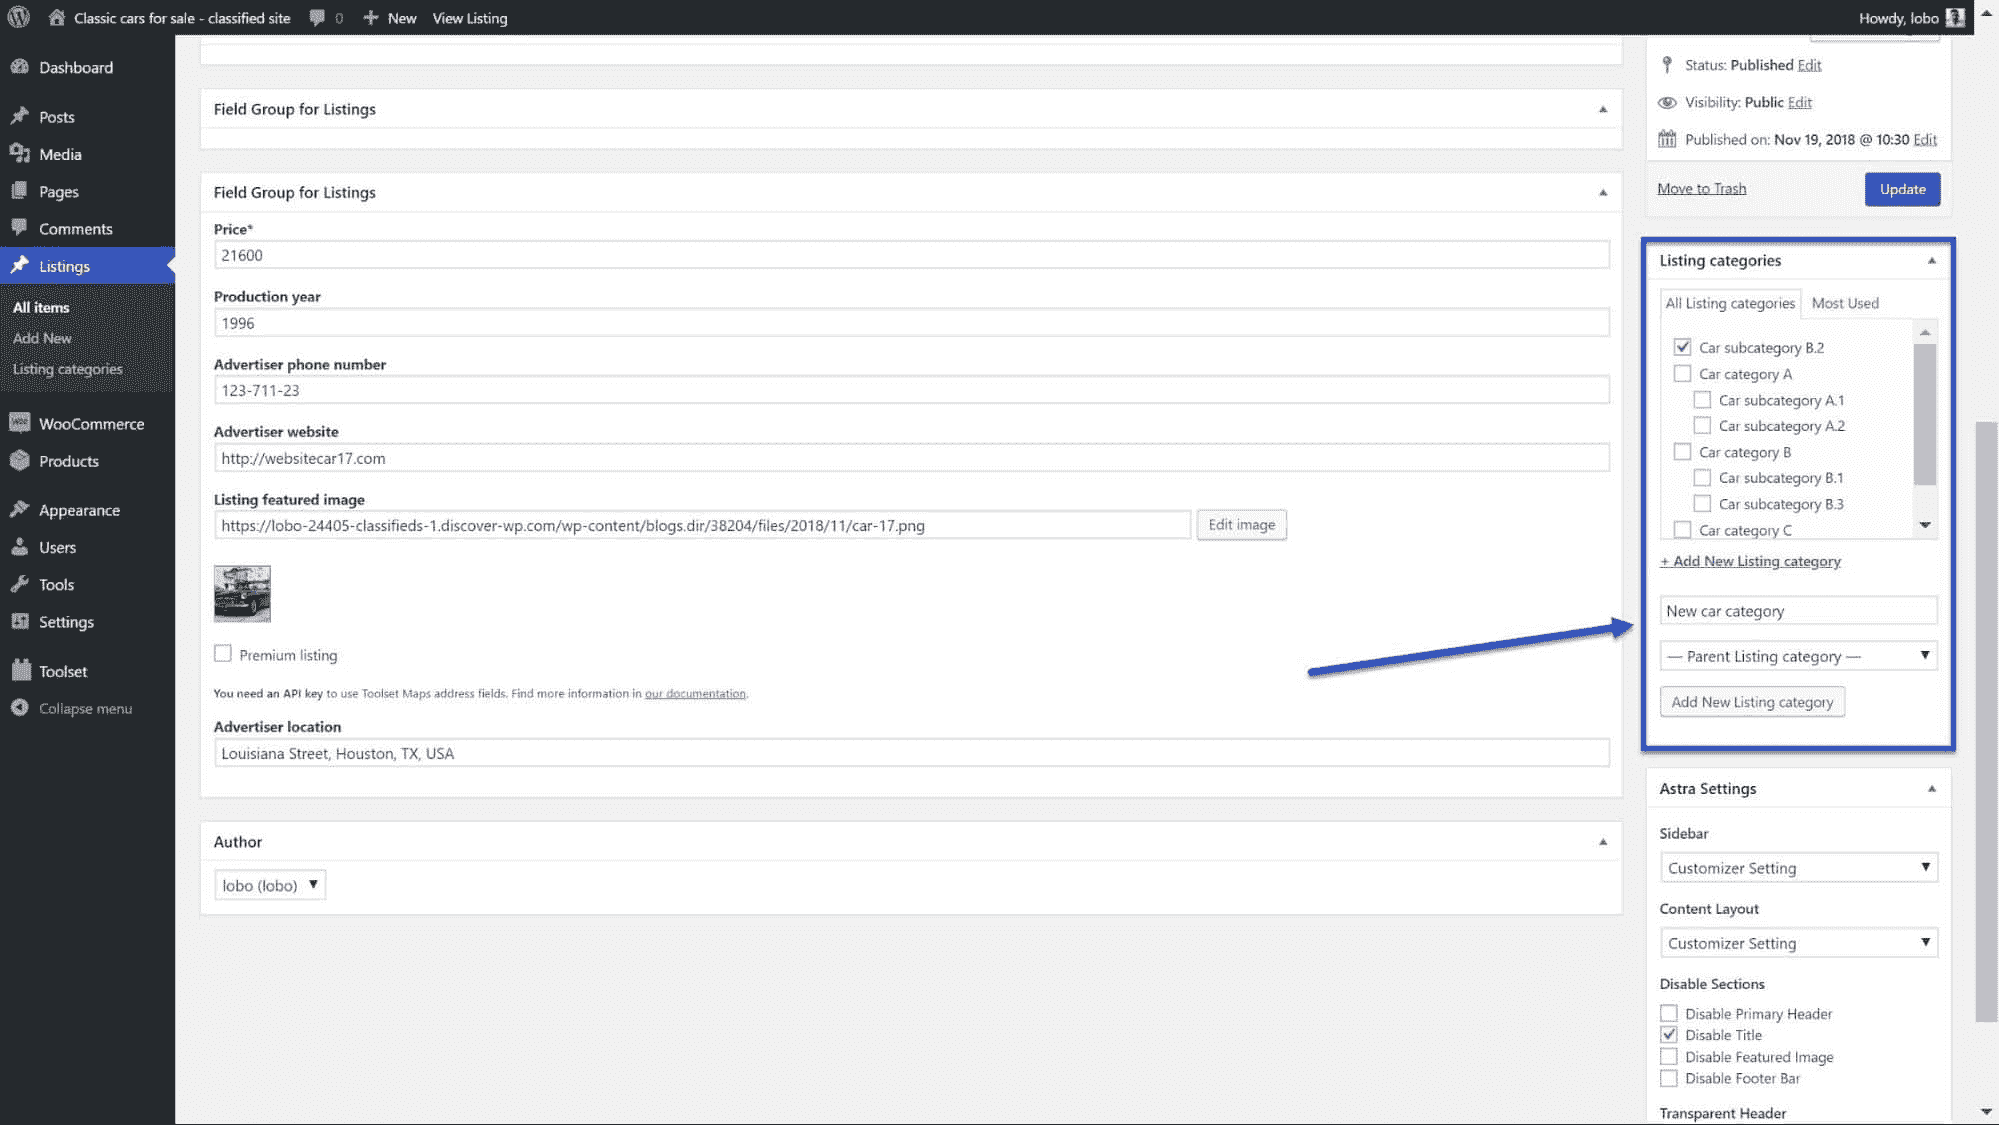 Classic cars for sale - classified site
0
New
View Listing
Howdy, lobo
Dashboard
Posts
Media
Pages
Comments
Listings
All items
Add New
Listing categories
WooCommerce
Products
Appearance
Users
Tools
Settings
Toolset
Collapse menu
Field Group for Listings
Field Group for Listings
Price*
21600
Production year
1996
Advertiser phone number
123-711-23
Advertiser website
http://websitecar17.com
Listing featured image
https://lobo-24405-classifieds-1.discover-wp.com/wp-content/blogs.dir/38204/files/2018/11/car-17.png
Edit image
Premium listing
You need an API key to use Toolset Maps address fields. Find more information in our documentation.
Advertiser location
Louisiana Street, Houston, TX, USA
Author
lobo (lobo)
Status: Published Edit
Visibility: Public Edit
Published on: Nov 19, 2018 @ 10:30 Edit
Move to Trash
Update
Listing categories
All Listing categories
Most Used
Car subcategory B.2
Car category A
Car subcategory A.1
Car subcategory A.2
Car category B
Car subcategory B.1
Car subcategory B.3
Car category C
+ Add New Listing category
New car category
— Parent Listing category —
Add New Listing category
Astra Settings
Sidebar
Customizer Setting
Content Layout
Customizer Setting
Disable Sections
Disable Primary Header
Disable Title
Disable Featured Image
Disable Footer Bar
Transparent Header